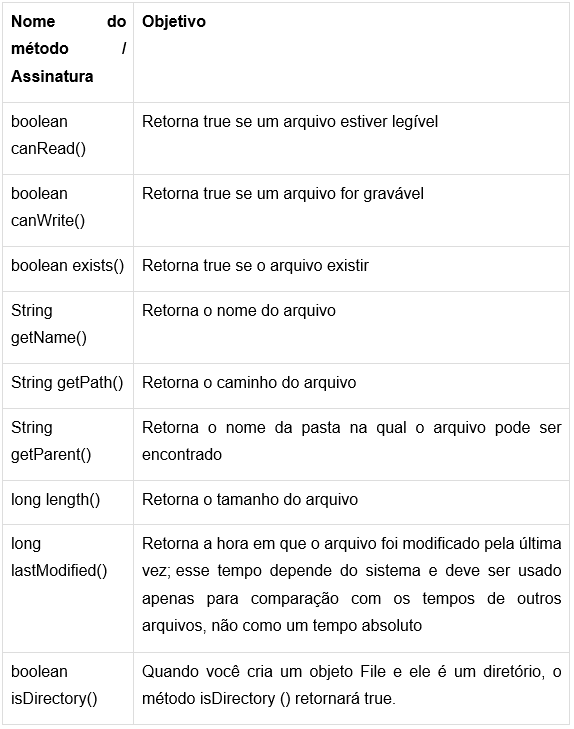 Nome do
método /
Assinatura
Objetivo
boolean
canRead()
Retorna true se um arquivo estiver legível
boolean
canWrite()
Retorna true se um arquivo for gravável
boolean exists()
Retorna true se o arquivo existir
String
getName()
Retorna o nome do arquivo
String getPath()
Retorna o caminho do arquivo
String
getParent()
Retorna o nome da pasta na qual o arquivo pode ser
encontrado
long length()
Retorna o tamanho do arquivo
long
lastModified()
Retorna a hora em que o arquivo foi modificado pela última
vez; esse tempo depende do sistema e deve ser usado
apenas para comparação com os tempos de outros
arquivos, não como um tempo absoluto
boolean
isDirectory()
Quando você cria um objeto File e ele é um diretório, o
método isDirectory () retornará true.